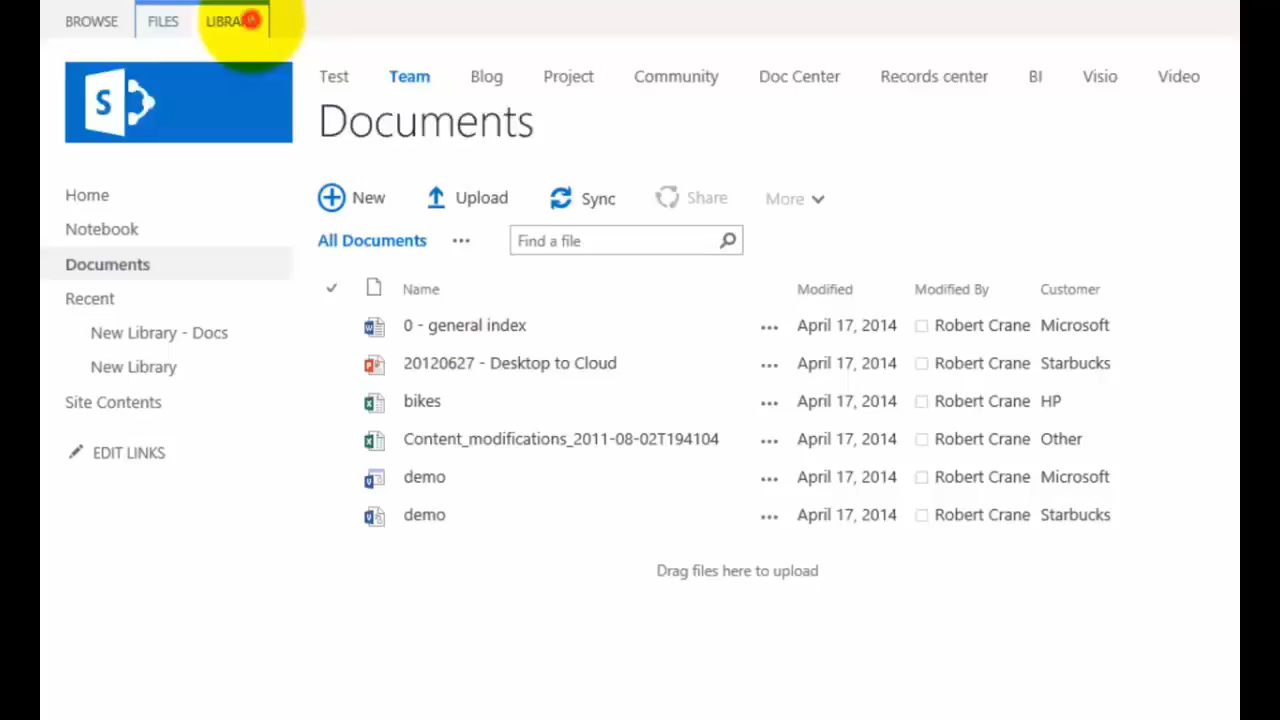 BROWSE FILES
S
Test Team Blog Project Community Doc Center Records center BI Visio Video
Documents
Home
Notebook
Documents
Recent
New Library - Docs
New Library
Site Contents
EDIT LINKS
New Upload Sync Share More
All Documents ... Find a file
Name Modified Modified By Customer
0 - general index ... April 17, 2014 Robert Crane Microsoft
20120627 - Desktop to Cloud ... April 17, 2014 Robert Crane Starbucks
bikes ... April 17, 2014 Robert Crane HP
Content_modifications_2011-08-02T194104 ... April 17, 2014 Robert Crane Other
demo ... April 17, 2014 Robert Crane Microsoft
demo ... April 17, 2014 Robert Crane Starbucks
Drag files here to upload